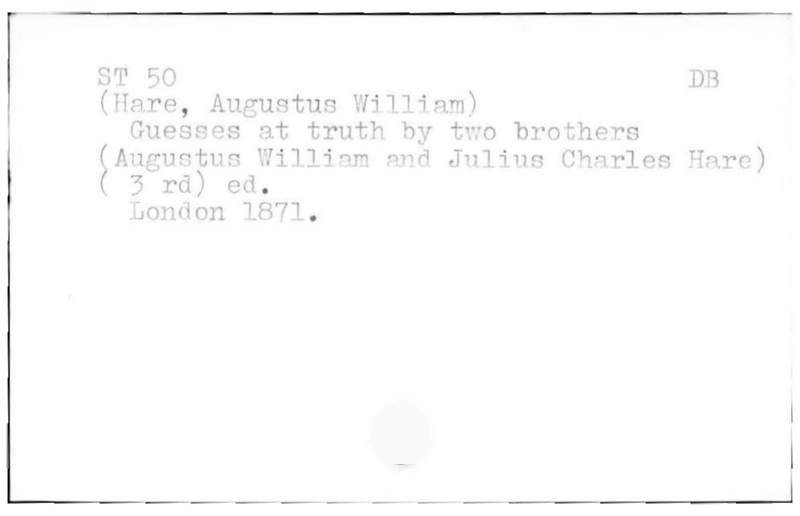 ST 50 DB
(Hare, Augustus William)
Guesses at truth by two brothers
(Augustus William and Julius Charles Hare)
( 3 rd) ed.
London 1871.